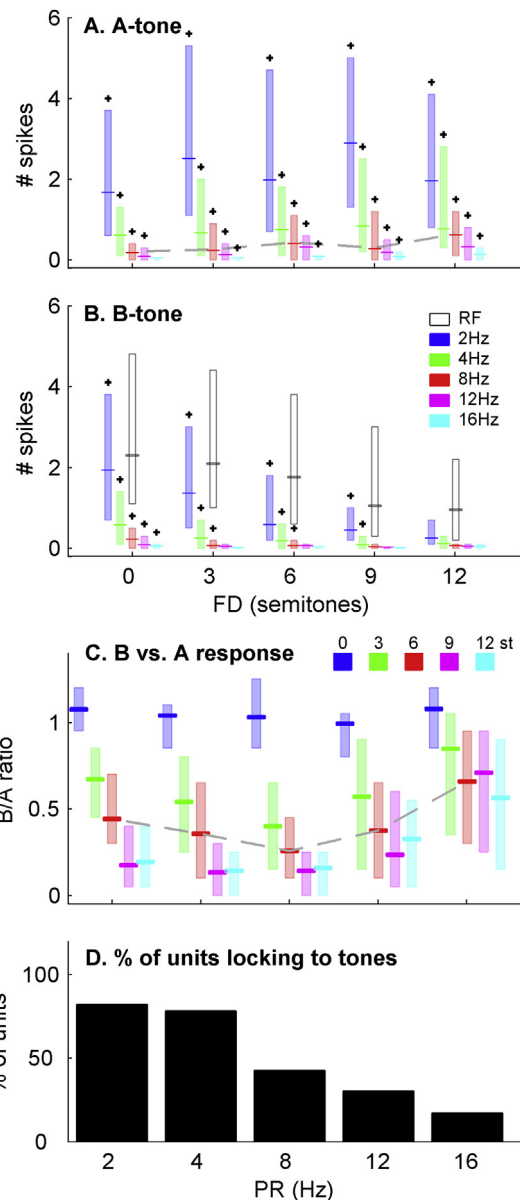 A. A-tone
# spikes
6
4
2
0
B. B-tone
# spikes
6
4
2
0
RF
2Hz
4Hz
8Hz
12Hz
16Hz
0 3 6 9 12
FD (semitones)
C. B vs. A response
0 3 6 9 12 st
B/A ratio
1
0.5
0
D. % of units locking to tones
100
50
0
2 4 8 12 16
PR (Hz)